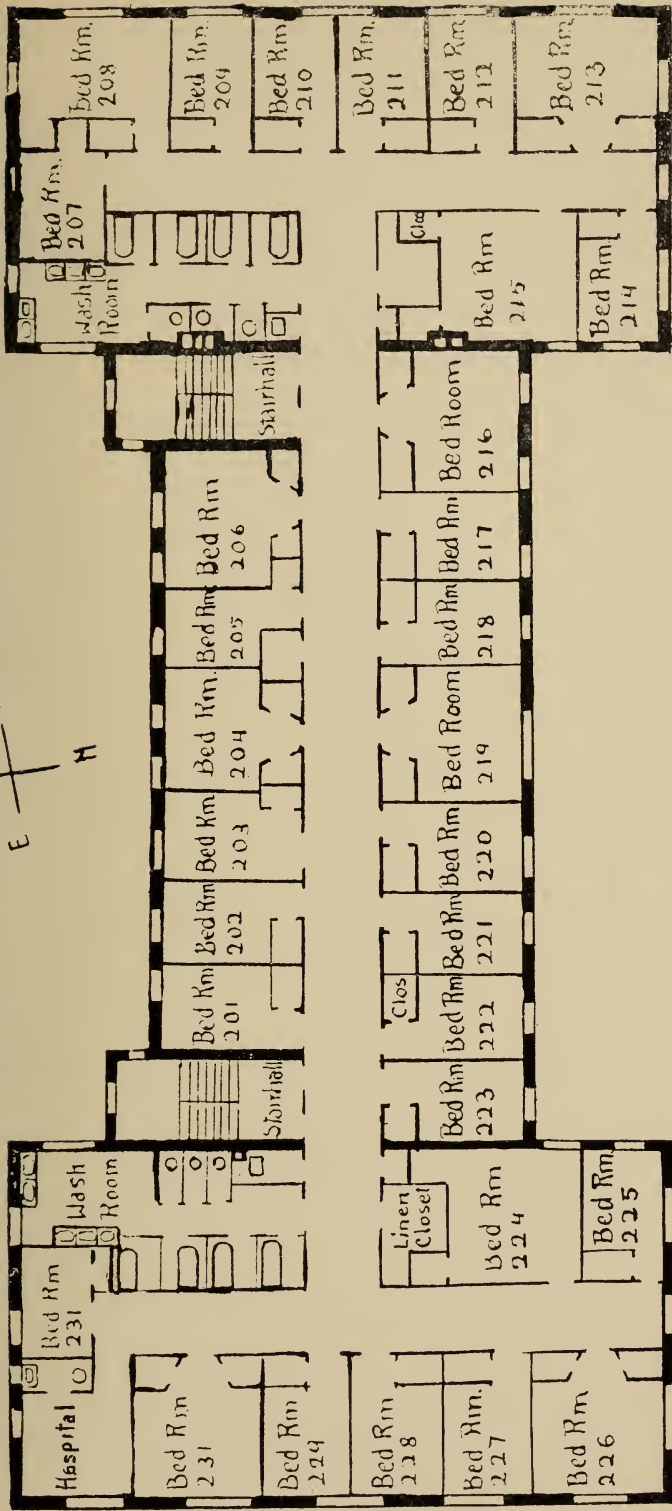 E
N
Bed Rm.
207
Bed Rm.
208
Bed Rm.
209
Bed Rm.
210
Bed Rm.
211
Bed Rm.
212
Bed Rm.
213
Wash
Room
Clos
Bed Rm
215
Bed Rm
214
Stairhall
Bed Rm
206
Bed Rm
205
Bed Rm.
204
Bed Rm
203
Bed Rm
202
Bed Rm
201
Stairhall
Bed Room
216
Bed Rm
217
Bed Rm
218
Bed Room
219
Bed Rm
220
Bed Rm
221
Clos
Bed Rm
222
Bed Rm
223
Wash
Room
Linen
Closet
Bed Rm
224
Bed Rm.
225
Bed Rm
231
Hospital
Bed Rm
231
Bed Rm
229
Bed Rm
228
Bed Rm.
227
Bed Rm
226